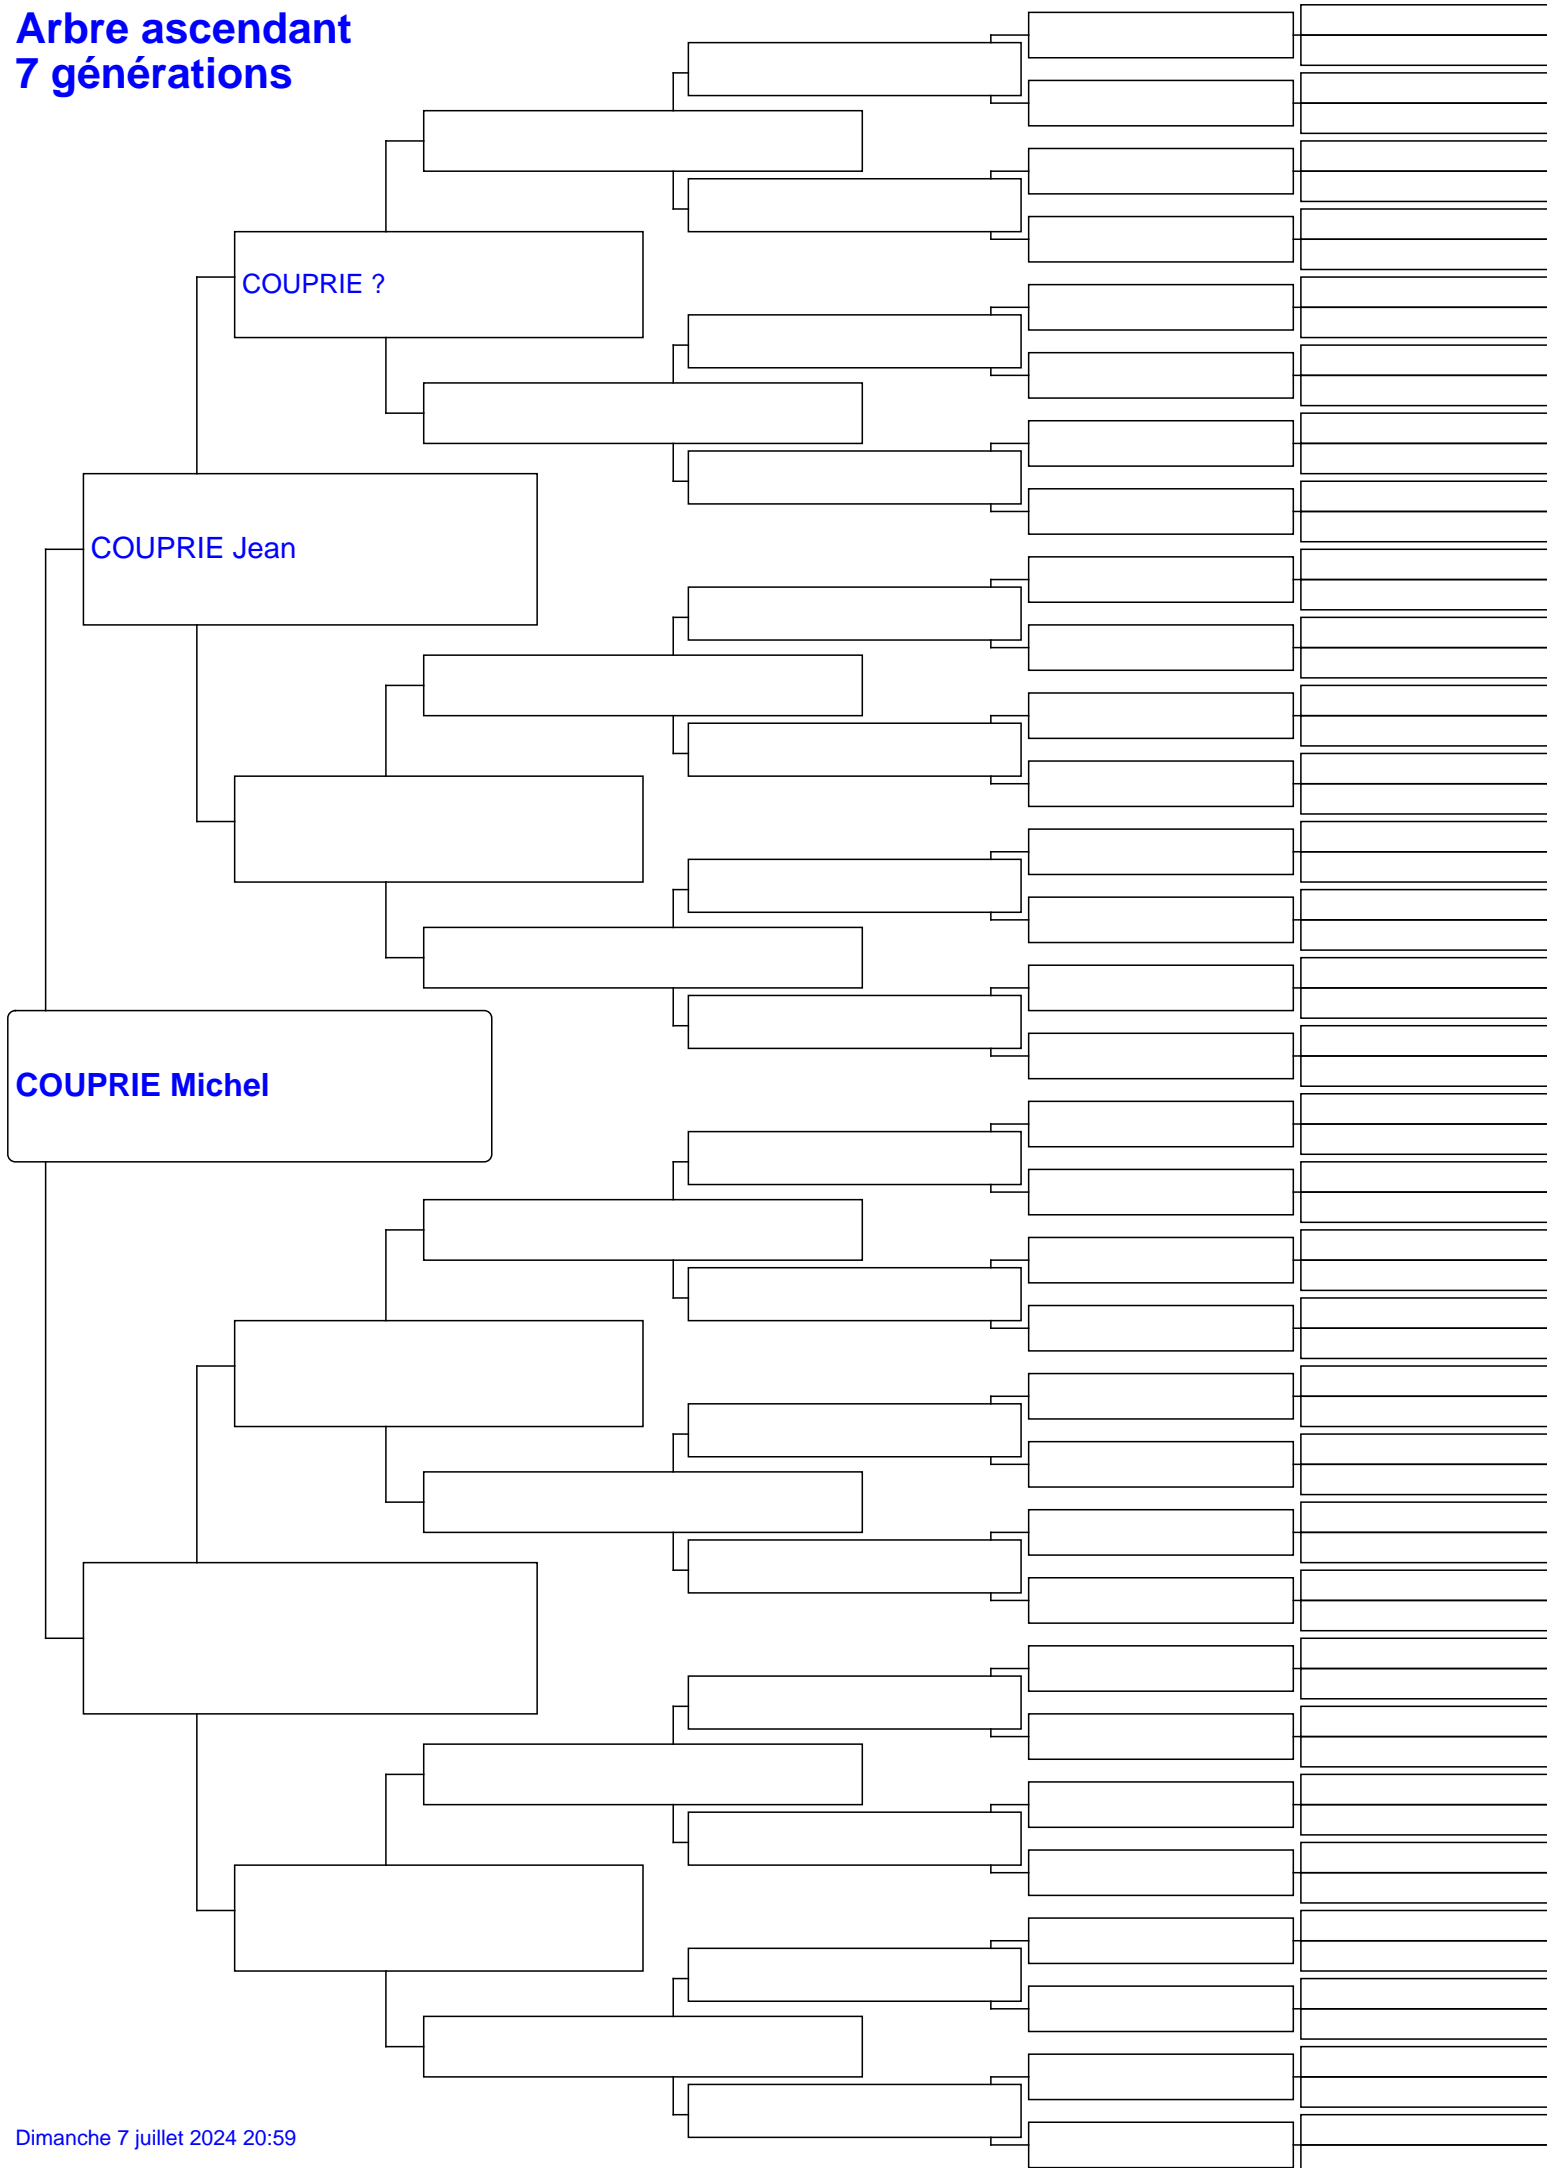 Arbre ascendant
7 générations
COUPRIE ?
COUPRIE Jean
COUPRIE Michel
Dimanche 7 juillet 2024 20:59